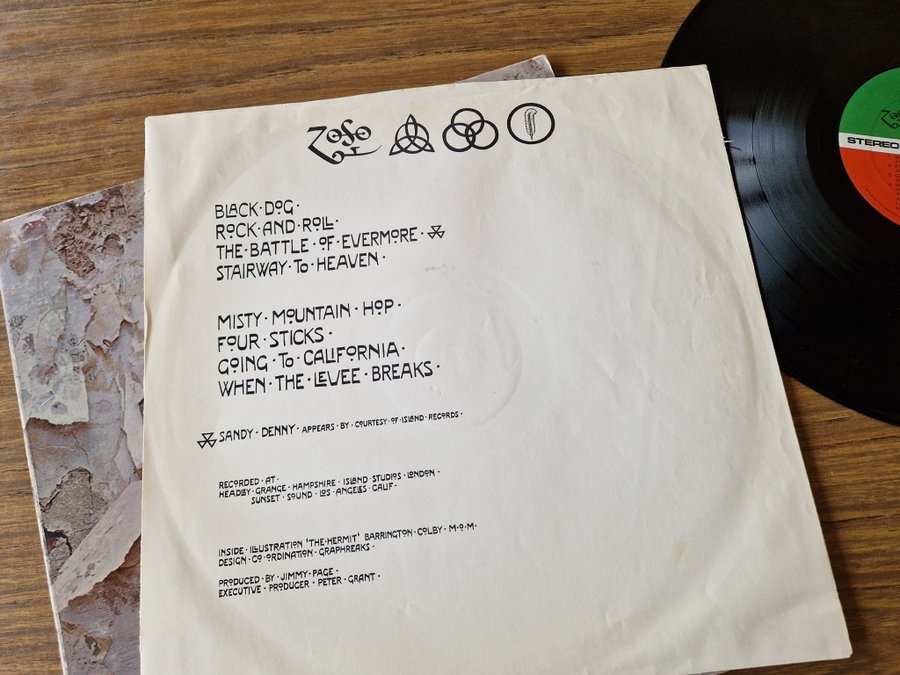 ZoSo
BLACK·DOG·
ROCK·AND·ROLL·
THE·BATTLE·OF·EVERMORE·
STAIRWAY·TO·HEAVEN·
MISTY·MOUNTAIN·HOP·
FOUR·STICKS·
GOING·TO·CALIFORNIA·
WHEN·THE·LEVEE·BREAKS·
SANDY·DENNY·APPEARS·BY·COURTESY·OF·ISLAND·RECORDS·
RECORDED·AT·
HEADLEY·GRANGE·HAMPSHIRE·ISLAND·STUDIOS·LONDON·
SUNSET·SOUND·LOS·ANGELES·CALIF·
INSIDE·ILLUSTRATION 'THE·HERMIT' BARRINGTON·COLBY·M·O·M·
DESIGN·CO·ORDINATION·GRAPHREAKS·
PRODUCED·BY·JIMMY·PAGE·
EXECUTIVE·PRODUCER·PETER·GRANT·
STEREO